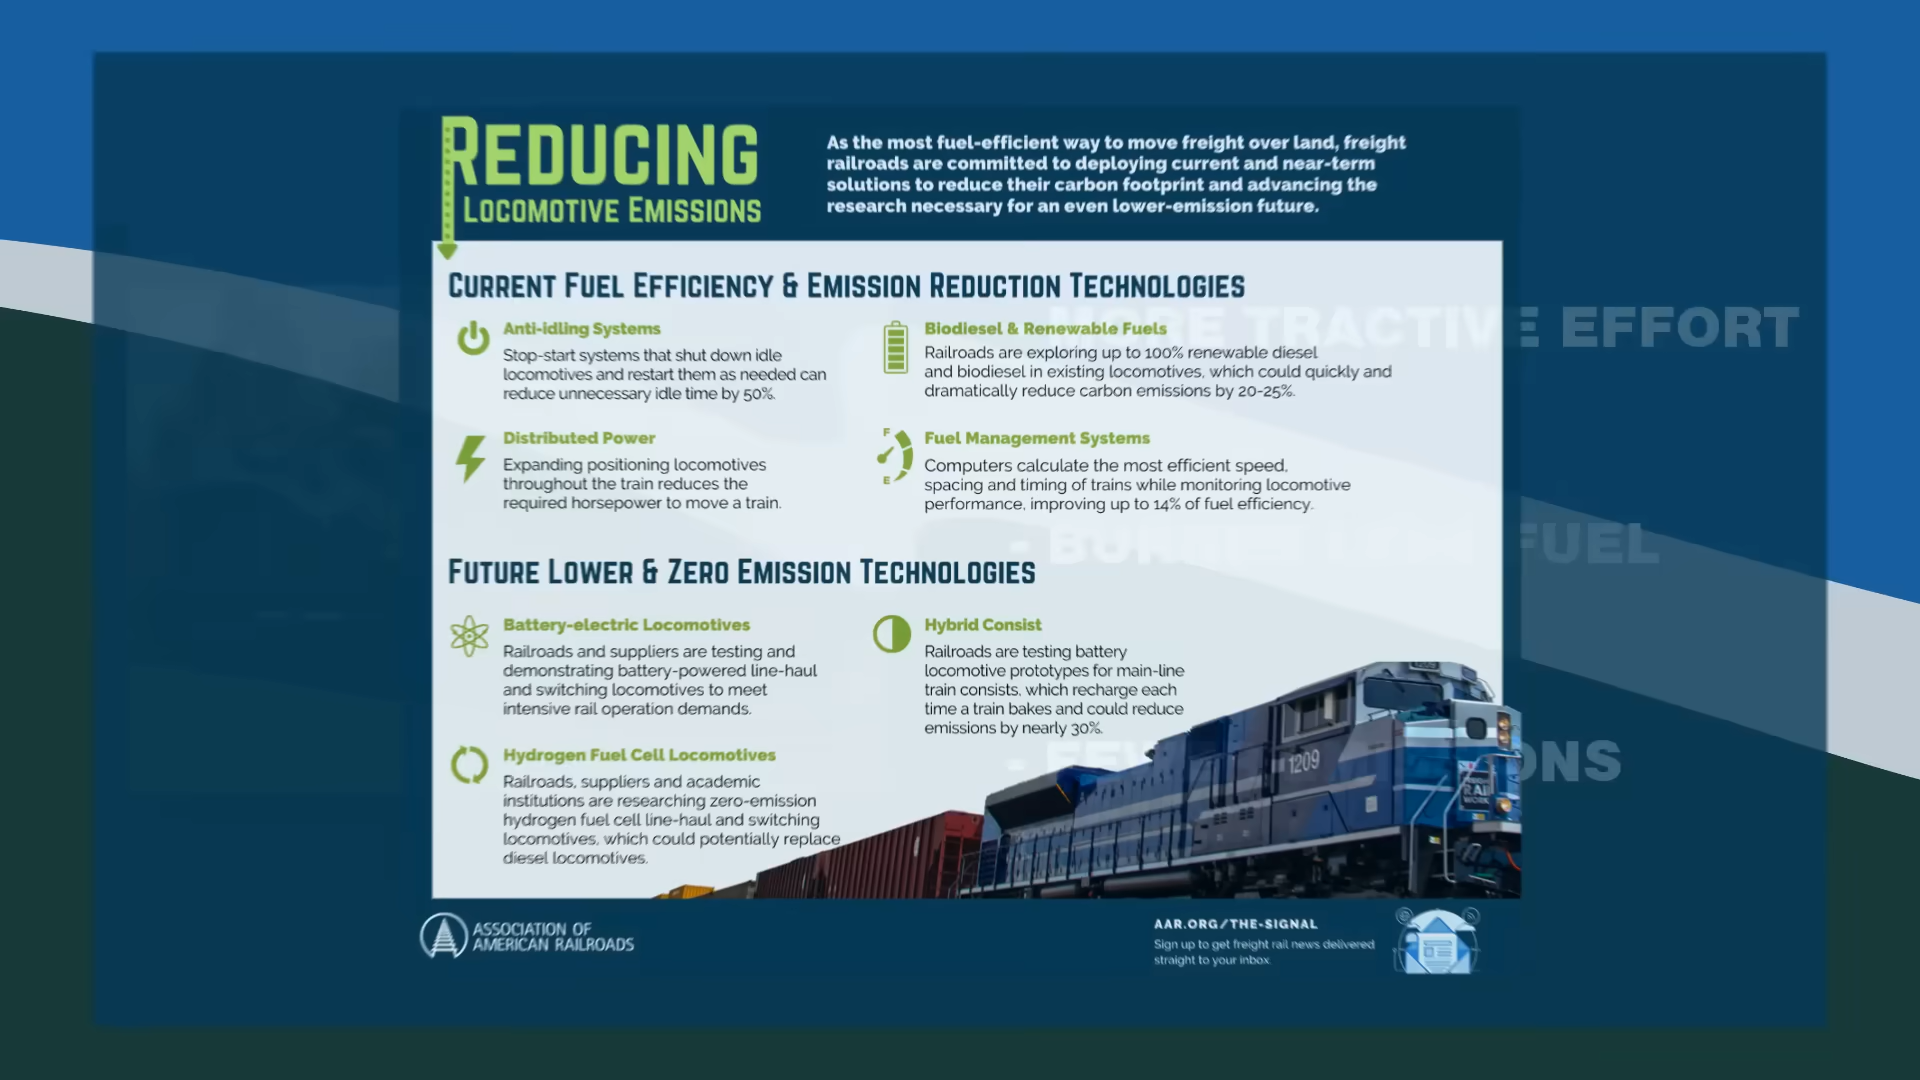 REDUCING
LOCOMOTIVE EMISSIONS
As the most fuel-efficient way to move freight over land, freight
railroads are committed to deploying current and near-term
solutions to reduce their carbon footprint and advancing the
research necessary for an even lower-emission future.
CURRENT FUEL EFFICIENCY & EMISSION REDUCTION TECHNOLOGIES
Anti-idling Systems
Stop-start systems that shut down idle
locomotives and restart them as needed can
reduce unnecessary idle time by 50%.
Biodiesel & Renewable Fuels
Railroads are exploring up to 100% renewable diesel
and biodiesel in existing locomotives, which could quickly and
dramatically reduce carbon emissions by 20-25%.
MORE TRACTIVE EFFORT
Distributed Power
Expanding positioning locomotives
throughout the train reduces the
required horsepower to move a train.
F
E
Fuel Management Systems
Computers calculate the most efficient speed,
spacing and timing of trains while monitoring locomotive
performance, improving up to 14% of fuel efficiency.
- FUEL
FUTURE LOWER & ZERO EMISSION TECHNOLOGIES
Battery-electric Locomotives
Railroads and suppliers are testing and
demonstrating battery-powered line-haul
and switching locomotives to meet
intensive rail operation demands.
Hybrid Consist
Railroads are testing battery
locomotive prototypes for main-line
train consists, which recharge each
time a train bakes and could reduce
emissions by nearly 30%.
Hydrogen Fuel Cell Locomotives
Railroads, suppliers and academic
institutions are researching zero-emission
hydrogen fuel cell line-haul and switching
locomotives, which could potentially replace
diesel locomotives.
1209
ASSOCIATION OF
AMERICAN RAILROADS
AAR.ORG/THE-SIGNAL
Sign up to get freight rail news delivered
straight to your inbox.